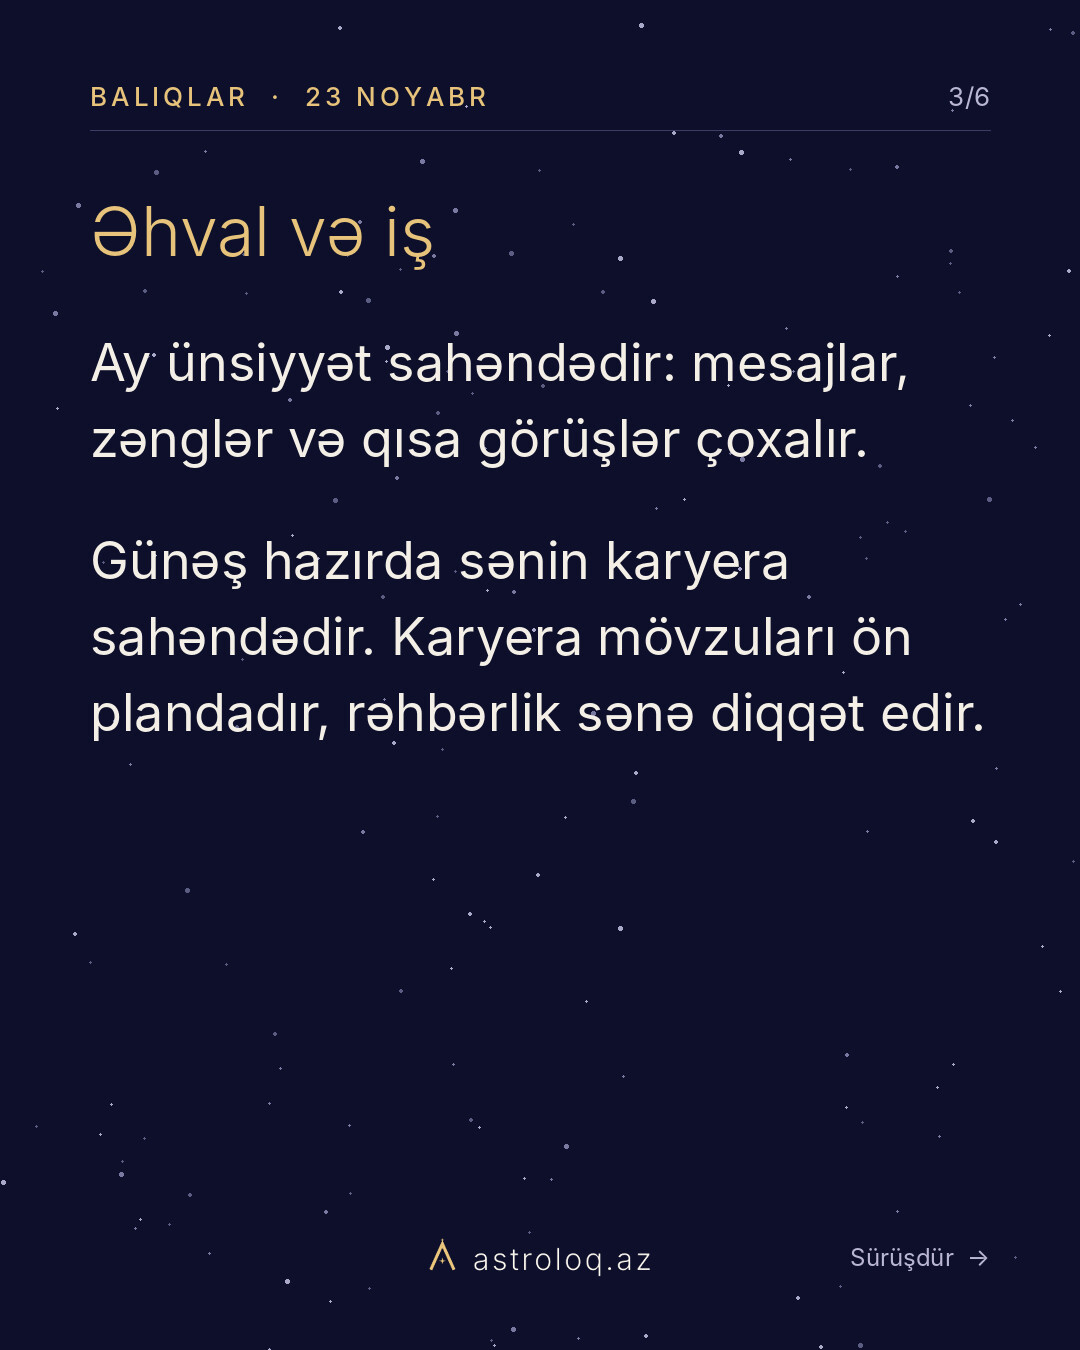 BALIQLAR · 23 NOYABR 3/6
Əhval və iş
Ay ünsiyyət sahəndədir: mesajlar,
zənglər və qısa görüşlər çoxalır.
Günəş hazırda sənin karyera
sahəndədir. Karyera mövzuları ön
plandadır, rəhbərlik sənə diqqət edir.
astroloq.az Sürüşdür →